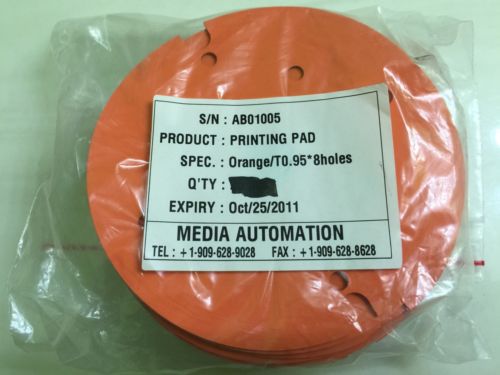 S/N : AB01005
PRODUCT : PRINTING PAD
SPEC. : Orange/T0.95*8holes
Q'TY :
EXPIRY : Oct/25/2011
MEDIA AUTOMATION
TEL : +1-909-628-9028 FAX : +1-909-628-8628